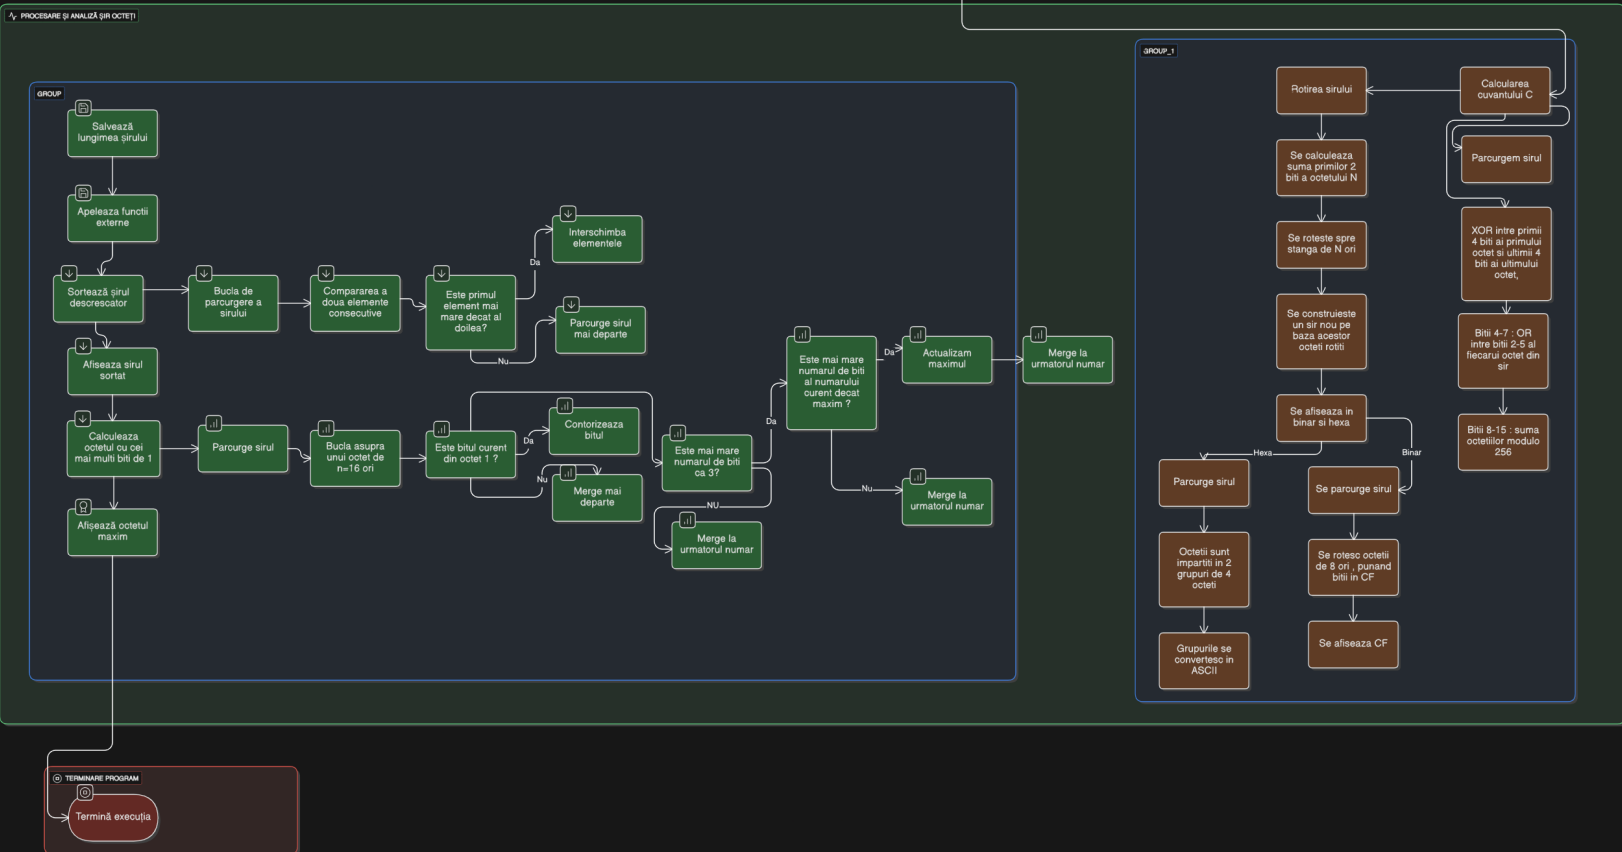 PROCESARE ȘI ANALIZĂ ȘIR OCTEȚI
GROUP
Salvează
lungimea șirului
Apeleaza functii
externe
Sortează șirul
descrescator
Bucla de
parcurgere a
sirului
Compararea a
doua elemente
consecutive
Este primul
element mai
mare decat al
doilea?
Da
Interschimba
elementele
Nu
Parcurge sirul
mai departe
Afiseaza sirul
sortat
Calculeaza
octetul cu cei
mai multi biti de 1
Parcurge sirul
Bucla asupra
unui octet de
n=16 ori
Este bitul curent
din octet 1 ?
Da
Contorizeaza
bitul
Nu
Merge mai
departe
Este mai mare
numarul de biti
ca 3?
Da
NU
Merge la
urmatorul numar
Este mai mare
numarul de biti
al numarului
curent decat
maxim ?
Da
Actualizam
maximul
Merge la
urmatorul numar
Nu
Merge la
urmatorul numar
Afișează octetul
maxim
GROUP_1
Calcularea
cuvantului C
Rotirea sirului
Parcurgem sirul
Se calculeaza
suma primilor 2
biti a octetului N
XOR intre primii
4 biti ai primului
octet si ultimii 4
biti ai ultimului
octet,
Se roteste spre
stanga de N ori
Se construieste
un sir nou pe
baza acestor
octeti rotiti
Bitii 4-7 : OR
intre bitii 2-5 al
fiecarui octet din
sir
Se afiseaza in
binar si hexa
Bitii 8-15 : suma
octetiilor modulo
256
Hexa
Binar
Parcurge sirul
Se parcurge sirul
Octetii sunt
impartiti in 2
grupuri de 4
octeti
Se rotesc octetii
de 8 ori , punand
bitii in CF
Grupurile se
convertesc in
ASCII
Se afiseaza CF
TERMINARE PROGRAM
Termină execuția